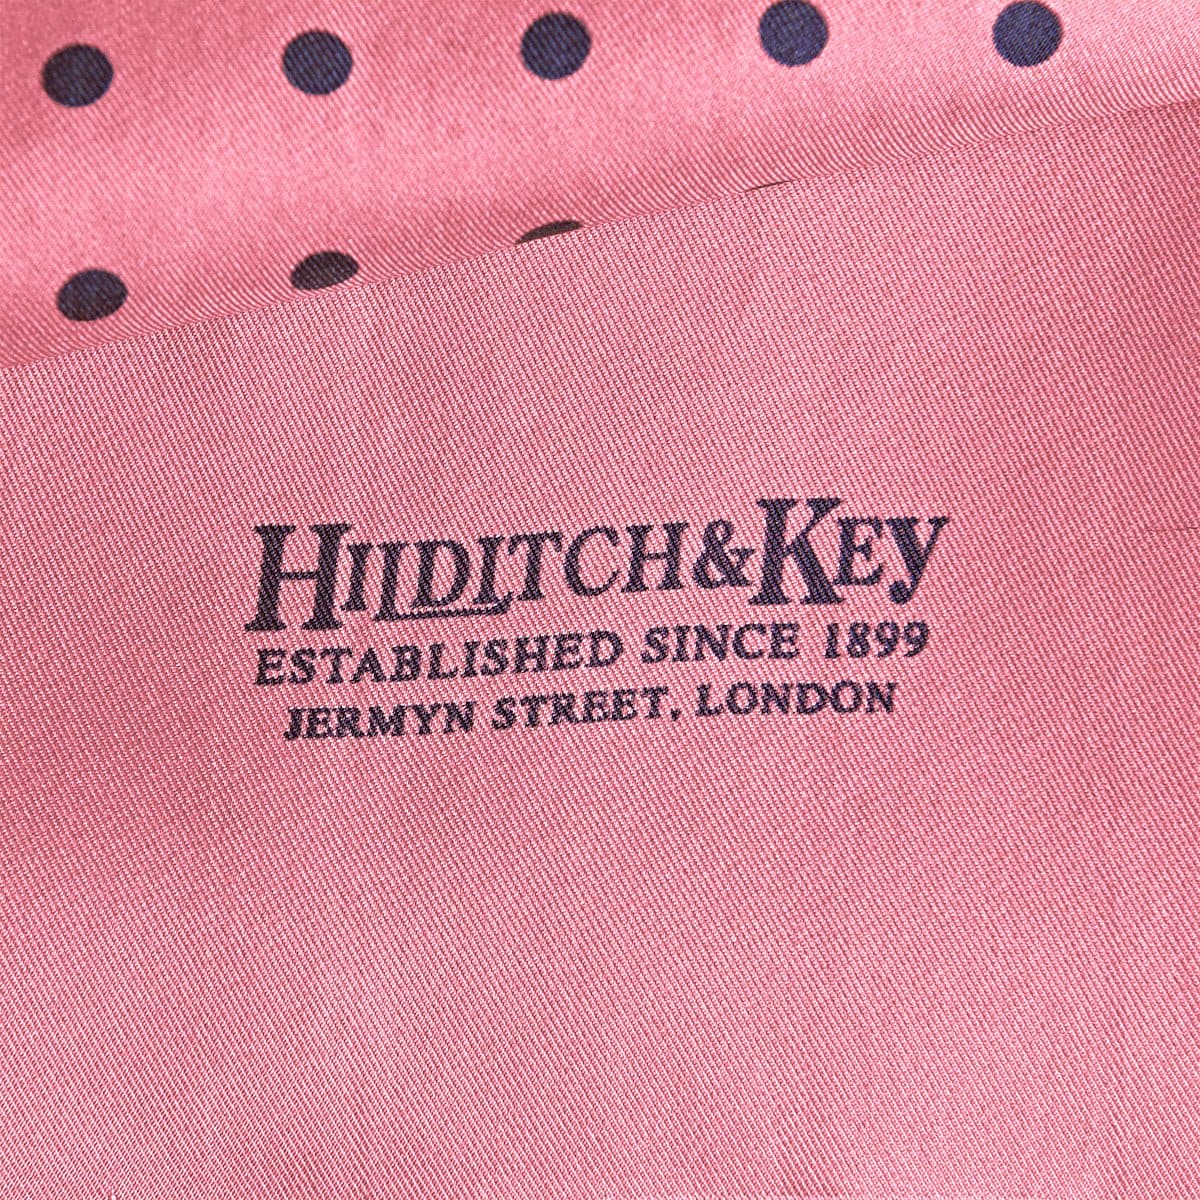 HILDITCH&KEY
ESTABLISHED SINCE 1899
JERMYN STREET, LONDON